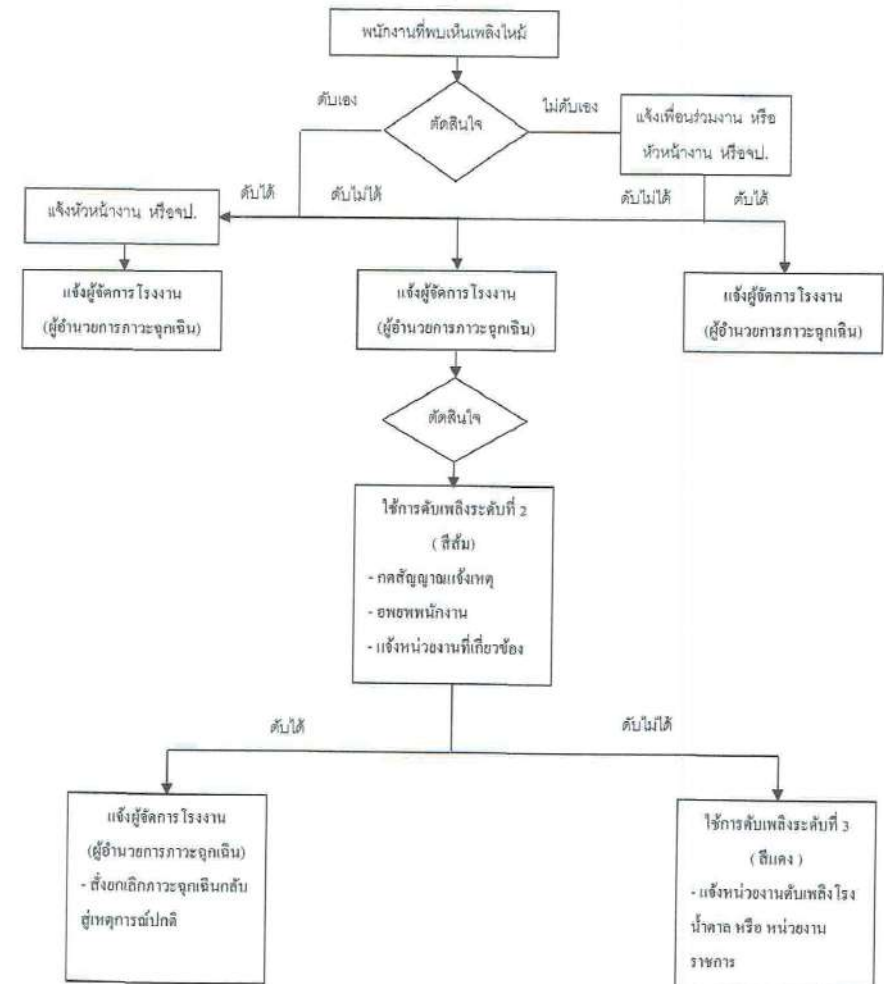 พนักงานที่พบเห็นเพลิงไหม้
ดับเอง
ตัดสินใจ
ไม่ดับเอง
แจ้งเพื่อนร่วมงาน หรือ
หัวหน้างาน หรือจป.
แจ้งหัวหน้างาน หรือจป.
ดับได้
ดับไม่ได้
ดับไม่ได้
ดับได้
แจ้งผู้จัดการโรงงาน
(ผู้อำนวยการภาวะฉุกเฉิน)
แจ้งผู้จัดการโรงงาน
(ผู้อำนวยการภาวะฉุกเฉิน)
แจ้งผู้จัดการโรงงาน
(ผู้อำนวยการภาวะฉุกเฉิน)
ตัดสินใจ
ใช้การดับเพลิงระดับที่ 2
( สีส้ม)
- กดสัญญาณแจ้งเหตุ
- อพยพพนักงาน
- แจ้งหน่วยงานที่เกี่ยวข้อง
ดับได้
ดับไม่ได้
แจ้งผู้จัดการโรงงาน
(ผู้อำนวยการภาวะฉุกเฉิน)
- สั่งยกเลิกภาวะฉุกเฉินกลับ
สู่เหตุการณ์ปกติ
ใช้การดับเพลิงระดับที่ 3
( สีแดง )
- แจ้งหน่วยงานดับเพลิงโรง
น้ำตาล หรือ หน่วยงาน
ราชการ